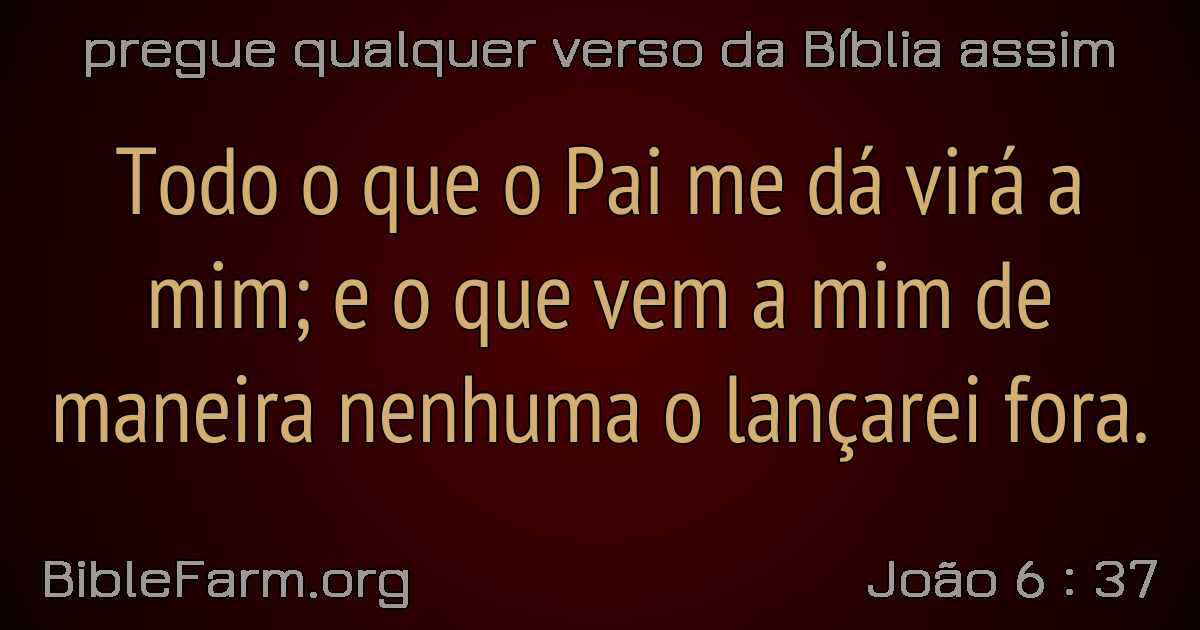 pregue qualquer verso da Bíblia assim
Todo o que o Pai me dá virá a
mim; e o que vem a mim de
maneira nenhuma o lançarei fora.
BibleFarm.org
João 6 : 37